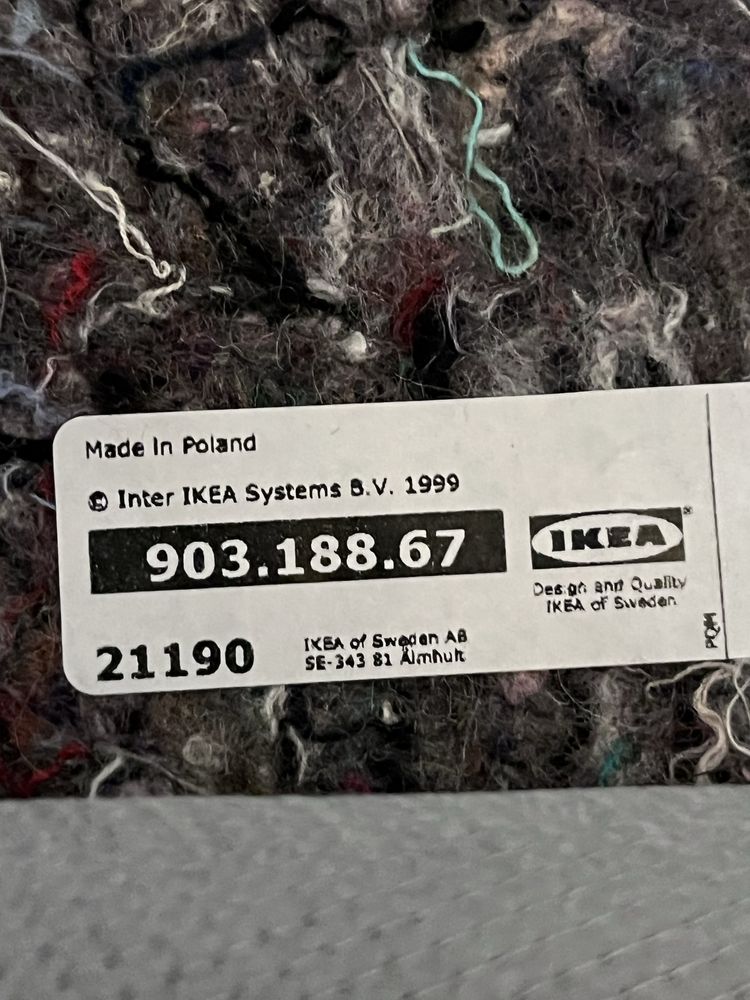 Made In Poland
© Inter IKEA Systems B.V. 1999
903.188.67
IKEA®
Design and Quality
IKEA of Sweden
21190
IKEA of Sweden AB
SE-343 81 Älmhult
PQM